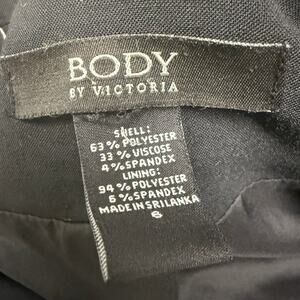 BODY
BY VICTORIA
SHELL:
63% POLYESTER
33% VISCOSE
4% SPANDEX
LINING:
94% POLYESTER
6% SPANDEX
MADE IN SRI LANKA